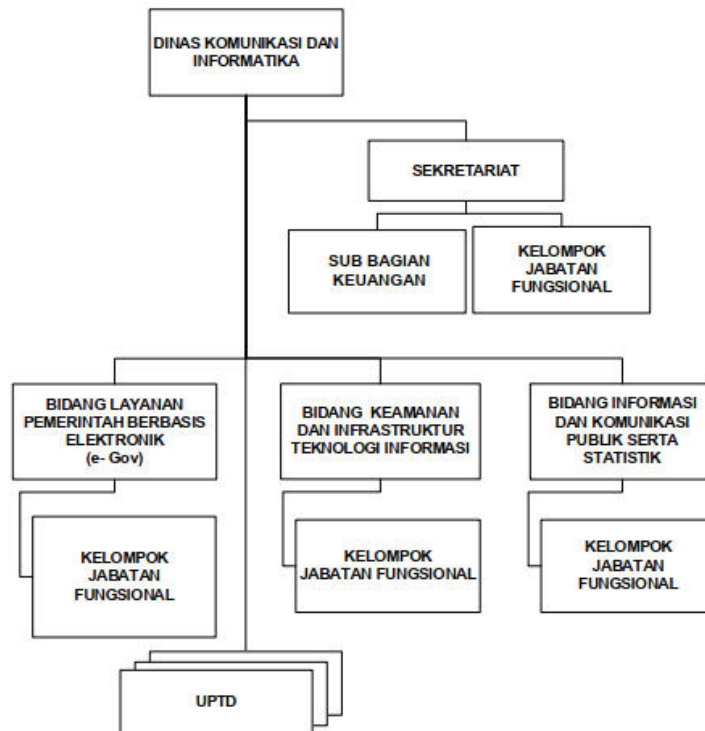 DINAS KOMUNIKASI DAN
INFORMATIKA
SEKRETARIAT
SUB BAGIAN
KEUANGAN
KELOMPOK
JABATAN
FUNGSIONAL
BIDANG LAYANAN
PEMERINTAH BERBASIS
ELEKTRONIK
(e- Gov)
BIDANG KEAMANAN
DAN INFRASTRUKTUR
TEKNOLOGI INFORMASI
BIDANG INFORMASI
DAN KOMUNIKASI
PUBLIK SERTA
STATISTIK
KELOMPOK
JABATAN
FUNGSIONAL
KELOMPOK
JABATAN FUNGSIONAL
KELOMPOK
JABATAN
FUNGSIONAL
UPTD